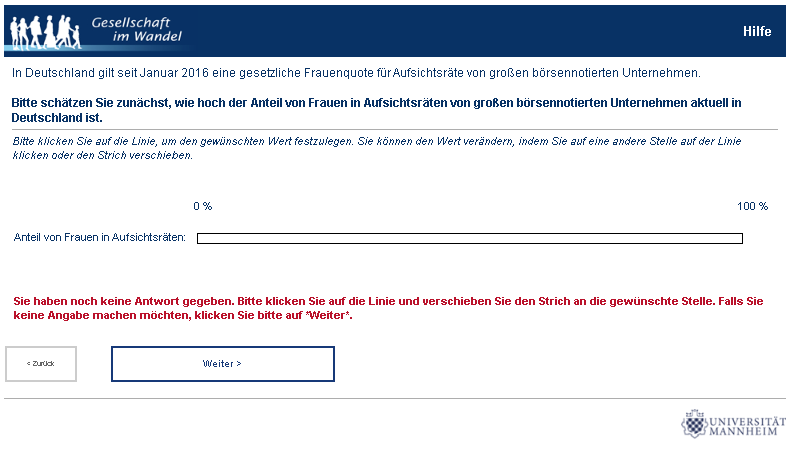 Gesellschaft
im Wandel
Hilfe
In Deutschland gilt seit Januar 2016 eine gesetzliche Frauenquote für Aufsichtsräte von großen börsennotierten Unternehmen.
Bitte schätzen Sie zunächst, wie hoch der Anteil von Frauen in Aufsichtsräten von großen börsennotierten Unternehmen aktuell in
Deutschland ist.
Bitte klicken Sie auf die Linie, um den gewünschten Wert festzulegen. Sie können den Wert verändern, indem Sie auf eine andere Stelle auf der Linie
klicken oder den Strich verschieben.
0 % 100 %
Anteil von Frauen in Aufsichtsräten:
Sie haben noch keine Antwort gegeben. Bitte klicken Sie auf die Linie und verschieben Sie den Strich an die gewünschte Stelle. Falls Sie
keine Angabe machen möchten, klicken Sie bitte auf *Weiter*.
< Zurück Weiter >
UNIVERSITÄT
MANNHEIM